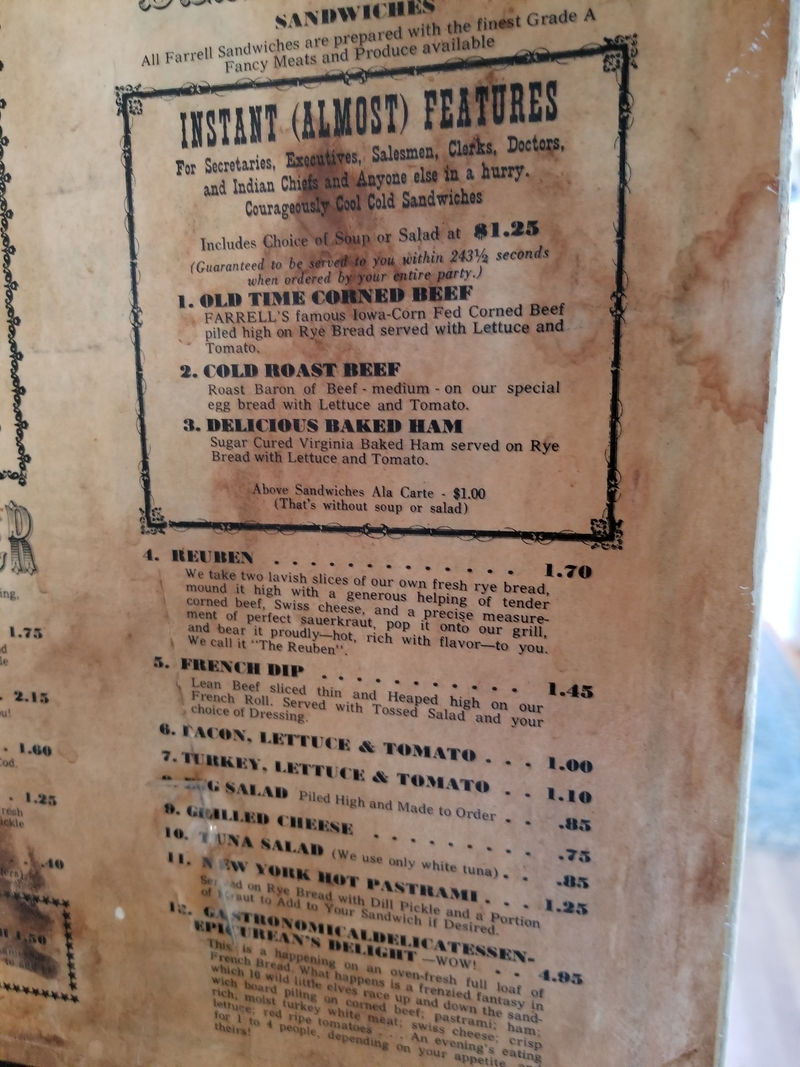 SANDWICHES
All Farrell Sandwiches are prepared with the finest Grade A
Fancy Meats and Produce available
INSTANT (ALMOST) FEATURES
For Secretaries, Executives, Salesmen, Clerks, Doctors,
and Indian Chiefs and Anyone else in a hurry.
Courageously Cool Cold Sandwiches
Includes Choice of Soup or Salad at $1.25
(Guaranteed to be served to you within 243½ seconds
when ordered by your entire party.)
1. OLD TIME CORNED BEEF
FARRELL'S famous Iowa-Corn Fed Corned Beef
piled high on Rye Bread served with Lettuce and
Tomato.
2. COLD ROAST BEEF
Roast Baron of Beef - medium - on our special
egg bread with Lettuce and Tomato.
3. DELICIOUS BAKED HAM
Sugar Cured Virginia Baked Ham served on Rye
Bread with Lettuce and Tomato.
Above Sandwiches Ala Carte - $1.00
(That's without soup or salad)
4. REUBEN . . . . . . . . . . . . . 1.70
We take two lavish slices of our own fresh rye bread,
mound it high with a generous helping of tender
corned beef, Swiss cheese, and a precise measure-
ment of perfect sauerkraut, pop it onto our grill,
and bear it proudly—hot, rich with flavor—to you.
We call it "The Reuben".
5. FRENCH DIP . . . . . . . . . . . 1.45
Lean Beef sliced thin and Heaped high on our
French Roll. Served with Tossed Salad and your
choice of Dressing.
6. BACON, LETTUCE & TOMATO . . . 1.00
7. TURKEY, LETTUCE & TOMATO . . 1.10
SALAD Piled High and Made to Order . . .85
9. GRILLED CHEESE . . . . . . . . .75
10. TUNA SALAD (We use only white tuna) . . .85
11. NEW YORK HOT PASTRAMI . . . 1.25
Served on Rye Bread with Dill Pickle and a Portion
of to Add to Your Sandwich if Desired.
12. GASTRONOMICALDELICATESSEN-
EPICUREAN'S DELIGHT —WOW! . . 4.95
This is a happening on an oven-fresh full loaf of
French Bread. What happens is a frenzied fantasy in
which 16 wild little elves race up and down the sand-
wich board piling on corned beef; pastrami; ham;
rich, moist turkey white meat; swiss cheese; crisp
lettuce; red ripe tomatoes . . . An evening's eating
for 1 to 4 people, depending on your appetite and
theirs!
1.75
. 2.15
. 1.60
. 1.25
.40